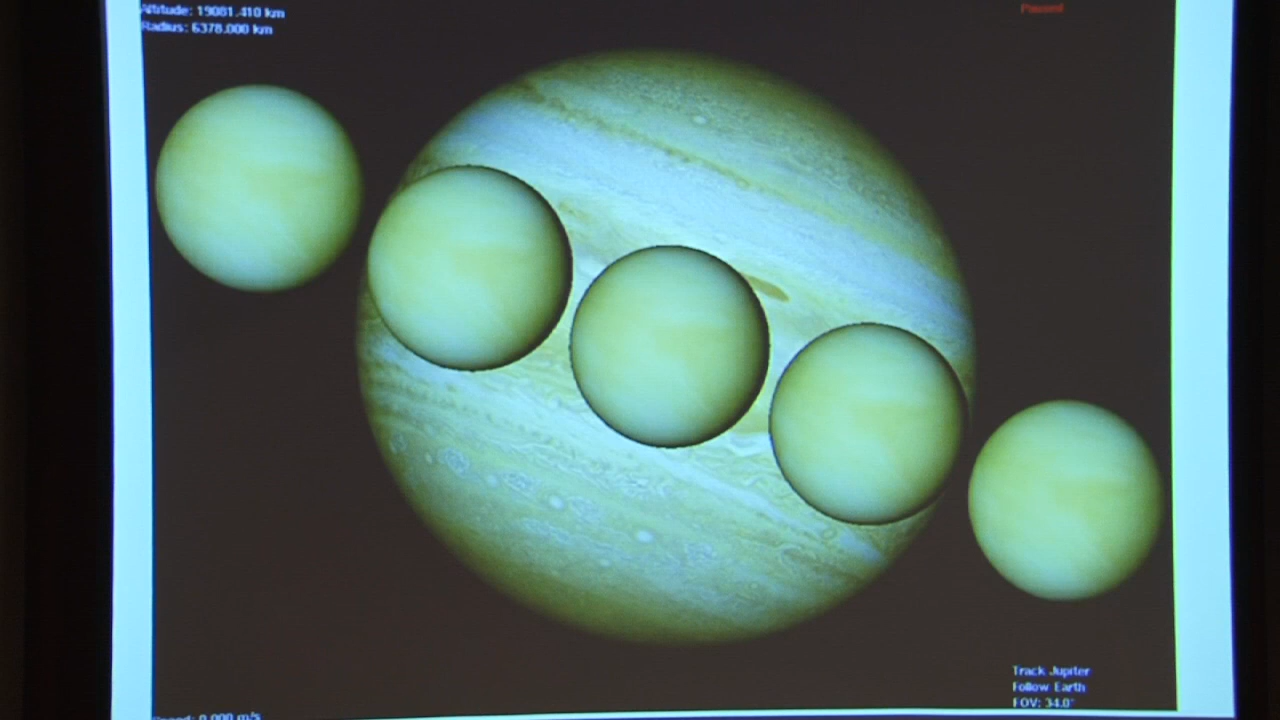 Altitude: 19081.410 km
Radius: 6378.000 km
Paused
Track Jupiter
Follow Earth
FOV: 34.0°
Speed: 0.000 m/s